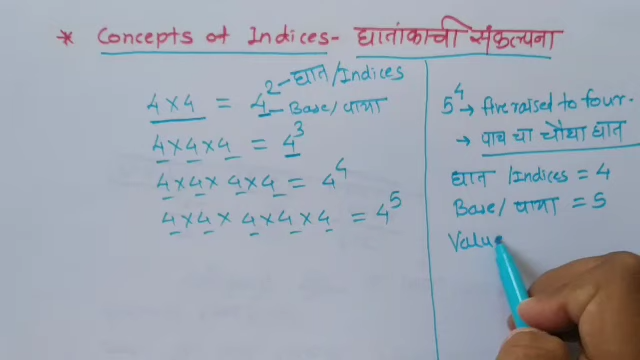 * Concepts of Indices - घातांकाची संकल्पना
4 × 4 = 4² - घात / Indices
- Base / पाया
4 × 4 × 4 = 4³
4 × 4 × 4 × 4 = 4⁴
4 × 4 × 4 × 4 × 4 = 4⁵
5⁴ → five raised to four.
→ पाच चा चौथा घात
घात / Indices = 4
Base / पाया = 5
Value